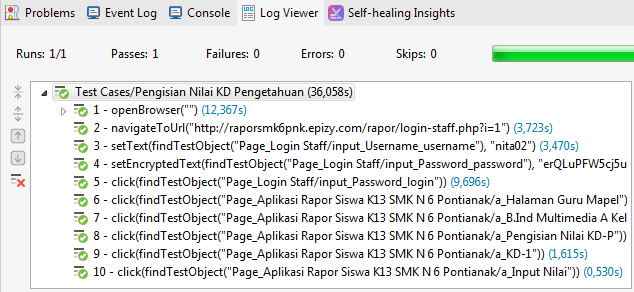 Problems Event Log Console Log Viewer Self-healing Insights
Runs: 1/1 Passes: 1 Failures: 0 Errors: 0 Skips: 0
Test Cases/Pengisian Nilai KD Pengetahuan (36,058s)
1 - openBrowser("") (12,367s)
2 - navigateToUrl("http://raporsmk6pnk.epizy.com/rapor/login-staff.php?i=1") (3,723s)
3 - setText(findTestObject("Page_Login Staff/input_Username_username"), "nita02") (3,470s)
4 - setEncryptedText(findTestObject("Page_Login Staff/input_Password_password"), "erQLuPFW5cj5u
5 - click(findTestObject("Page_Login Staff/input_Password_login")) (9,696s)
6 - click(findTestObject("Page_Aplikasi Rapor Siswa K13 SMK N 6 Pontianak/a_Halaman Guru Mapel")
7 - click(findTestObject("Page_Aplikasi Rapor Siswa K13 SMK N 6 Pontianak/a_B.Ind Multimedia A Kel
8 - click(findTestObject("Page_Aplikasi Rapor Siswa K13 SMK N 6 Pontianak/a_Pengisian Nilai KD-P"))
9 - click(findTestObject("Page_Aplikasi Rapor Siswa K13 SMK N 6 Pontianak/a_KD-1")) (1,615s)
10 - click(findTestObject("Page_Aplikasi Rapor Siswa K13 SMK N 6 Pontianak/a_Input Nilai")) (0,530s)